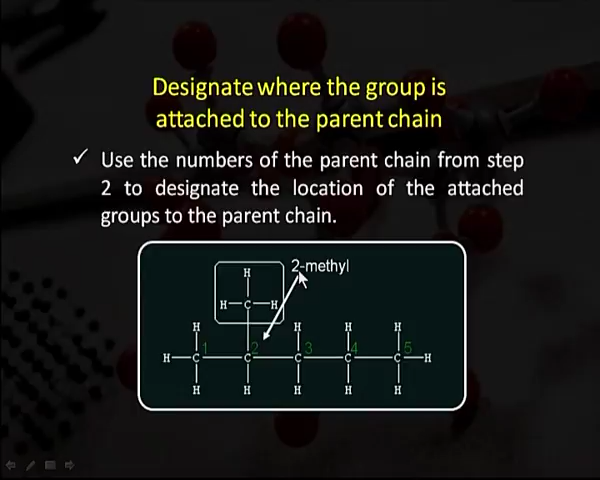 Designate where the group is
attached to the parent chain
✓ Use the numbers of the parent chain from step
2 to designate the location of the attached
groups to the parent chain.
H 2-methyl
H C H
H H H H
1 2 3 4 5
H C C C C C H
H H H H H